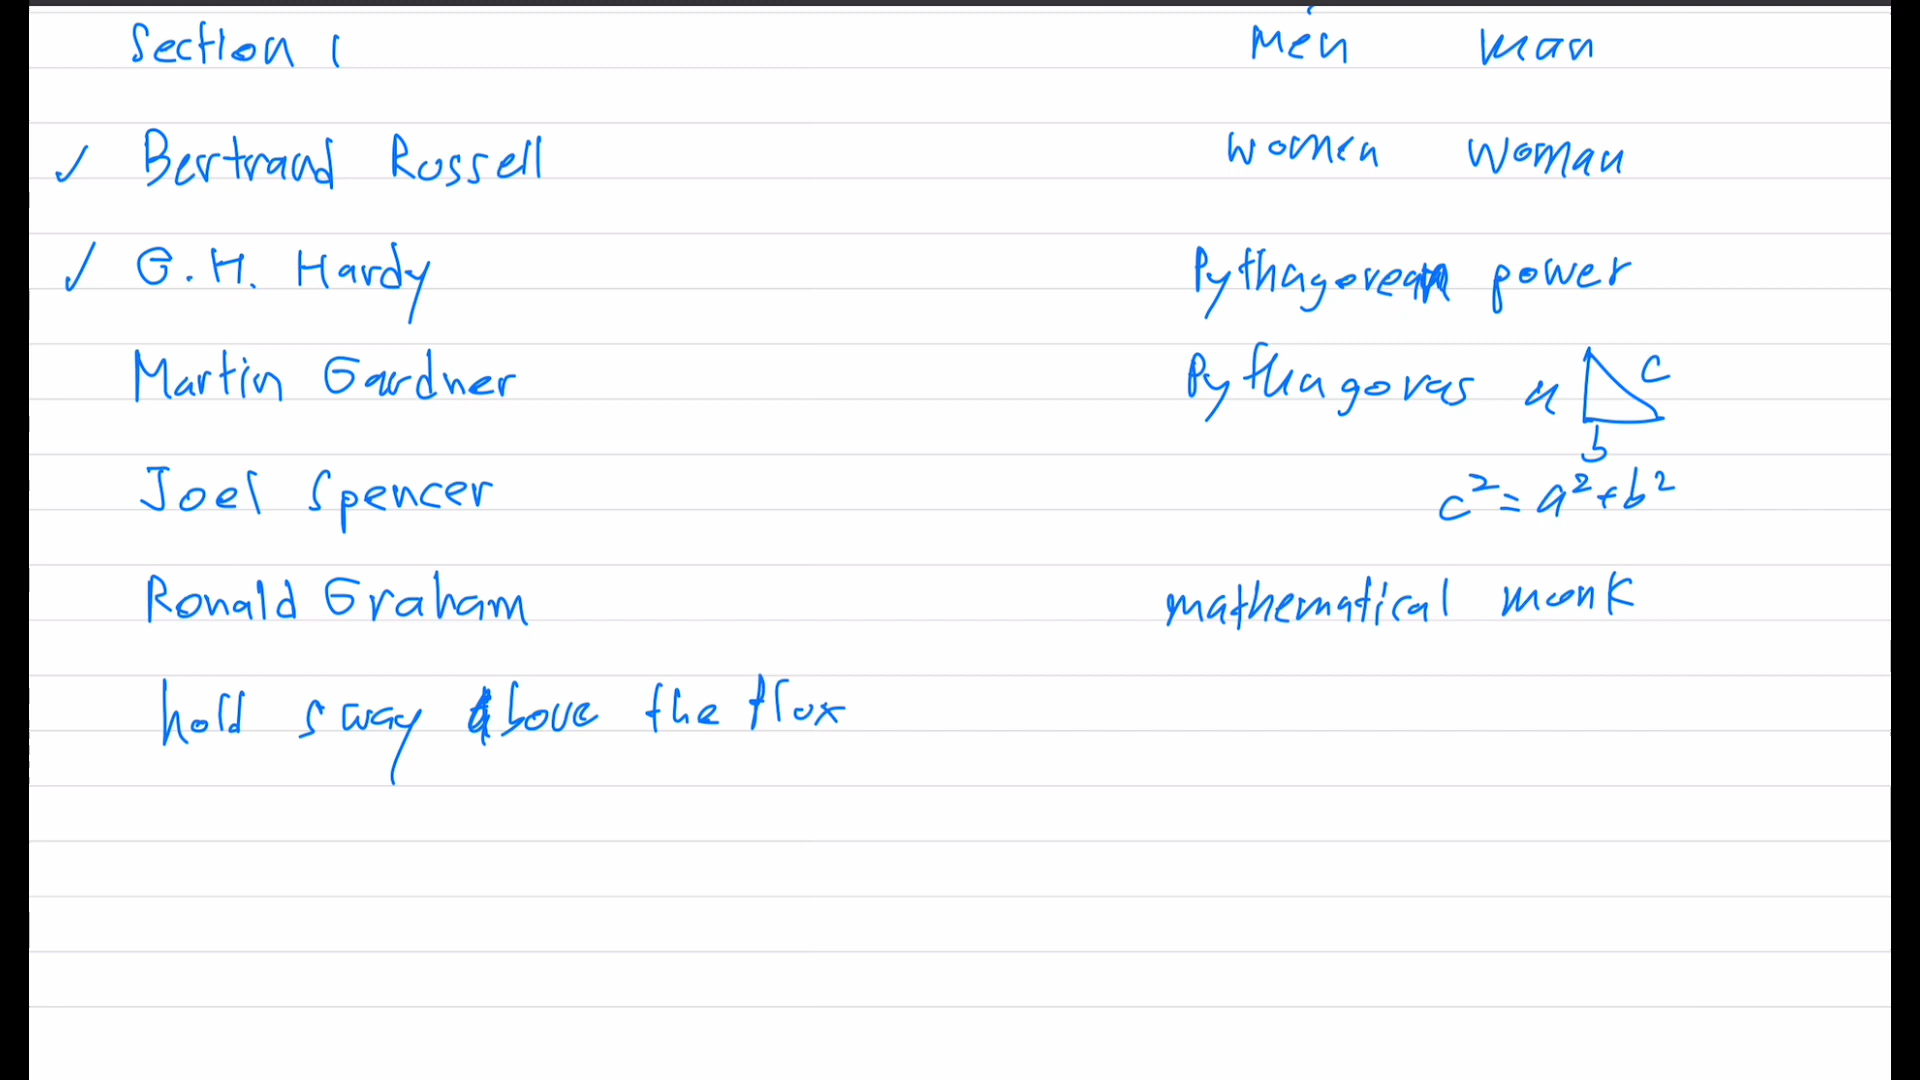 Section 1
Bertrand Russell
G.H. Hardy
Martin Gardner
Joel Spencer
Ronald Graham
hold sway above the flux
men man
women woman
Pythagorean power
Pythagoras a c
b
c² = a² + b²
mathematical monk